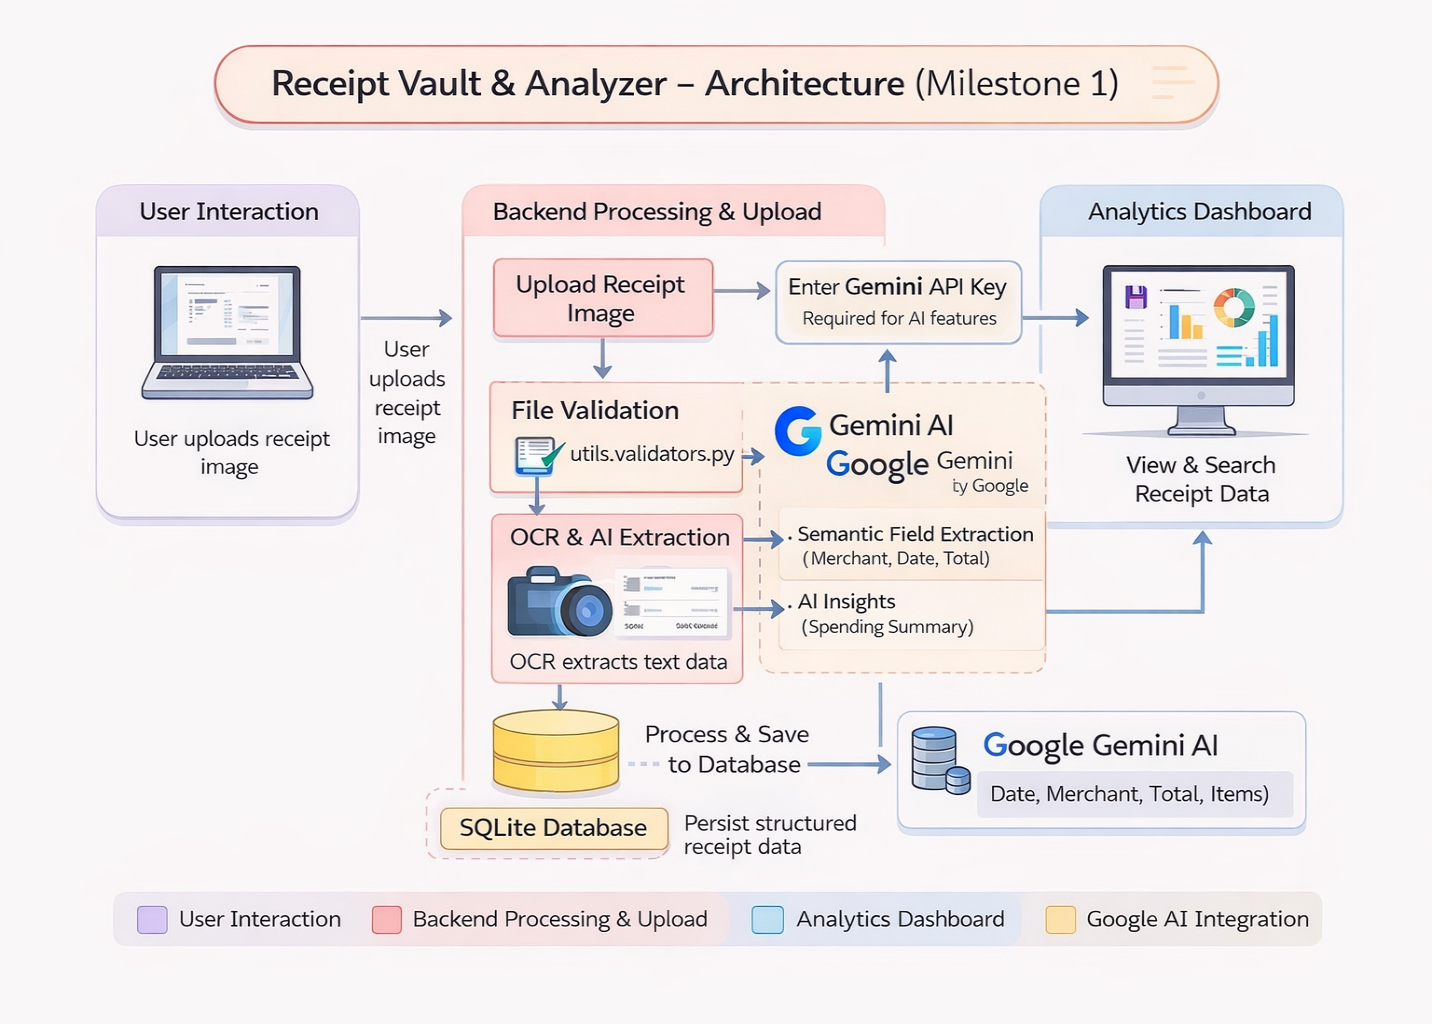 Receipt Vault & Analyzer – Architecture (Milestone 1)
User Interaction
User uploads receipt
image
User
uploads
receipt
image
Backend Processing & Upload
Upload Receipt
Image
Enter Gemini API Key
Required for AI features
File Validation
utils.validators.py
Gemini AI
Google Gemini
ty Google
OCR & AI Extraction
OCR extracts text data
· Semantic Field Extraction
(Merchant, Date, Total)
· AI Insights
(Spending Summary)
Analytics Dashboard
View & Search
Receipt Data
Process & Save
to Database
SQLite Database
Persist structured
receipt data
Google Gemini AI
Date, Merchant, Total, Items)
User Interaction
Backend Processing & Upload
Analytics Dashboard
Google AI Integration